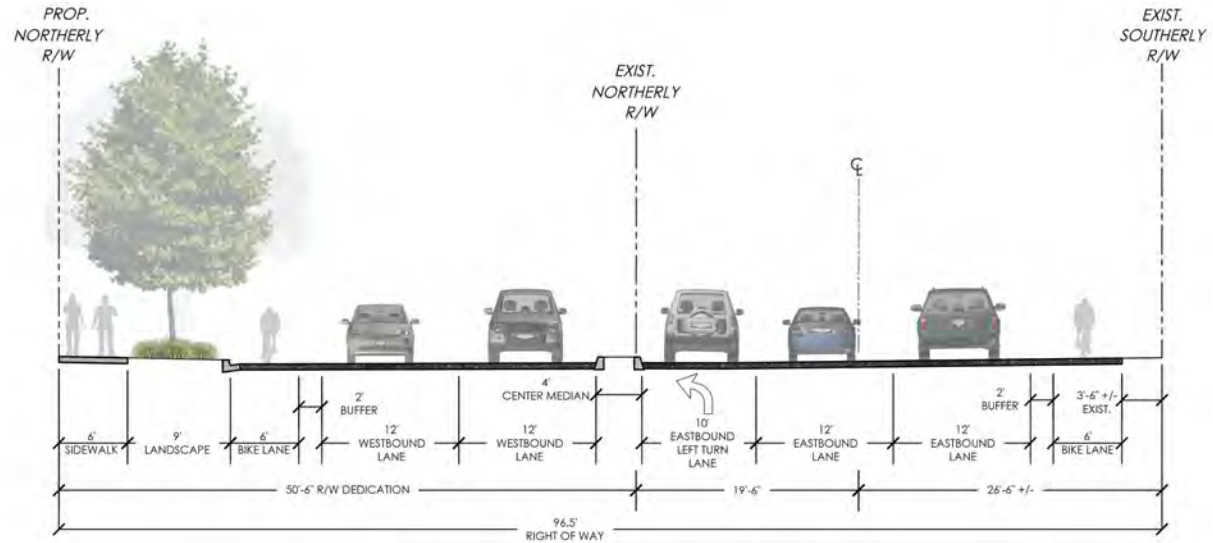 PROP.
NORTHERLY
R/W
EXIST.
NORTHERLY
R/W
EXIST.
SOUTHERLY
R/W
CL
6'
SIDEWALK
9'
LANDSCAPE
6'
BIKE LANE
2'
BUFFER
12'
WESTBOUND
LANE
12'
WESTBOUND
LANE
4'
CENTER MEDIAN
10'
EASTBOUND
LEFT TURN
LANE
12'
EASTBOUND
LANE
12'
EASTBOUND
LANE
2'
BUFFER
6'
BIKE LANE
3'-6" +/-
EXIST.
50'-6" R/W DEDICATION
19'-6"
26'-6" +/-
96.5'
RIGHT OF WAY